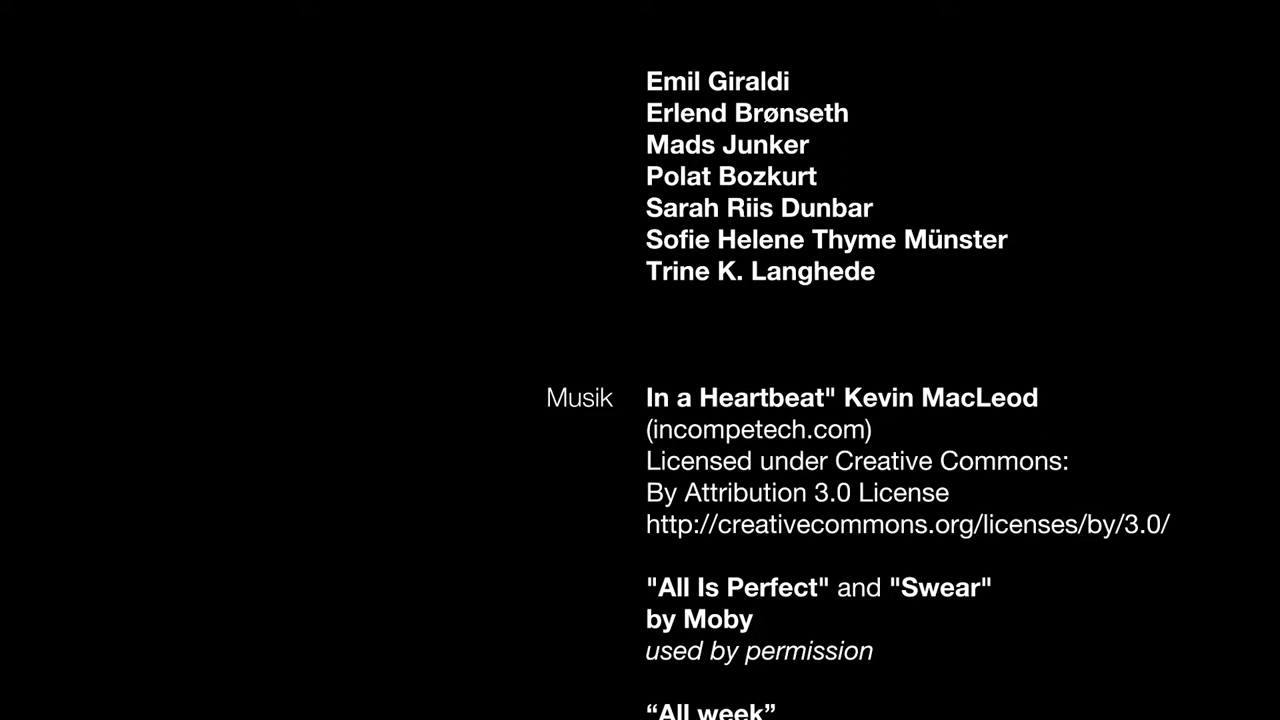 Emil Giraldi
Erlend Brønseth
Mads Junker
Polat Bozkurt
Sarah Riis Dunbar
Sofie Helene Thyme Münster
Trine K. Langhede
Musik In a Heartbeat" Kevin MacLeod
(incompetech.com)
Licensed under Creative Commons:
By Attribution 3.0 License
http://creativecommons.org/licenses/by/3.0/
"All Is Perfect" and "Swear"
by Moby
used by permission
“All week”